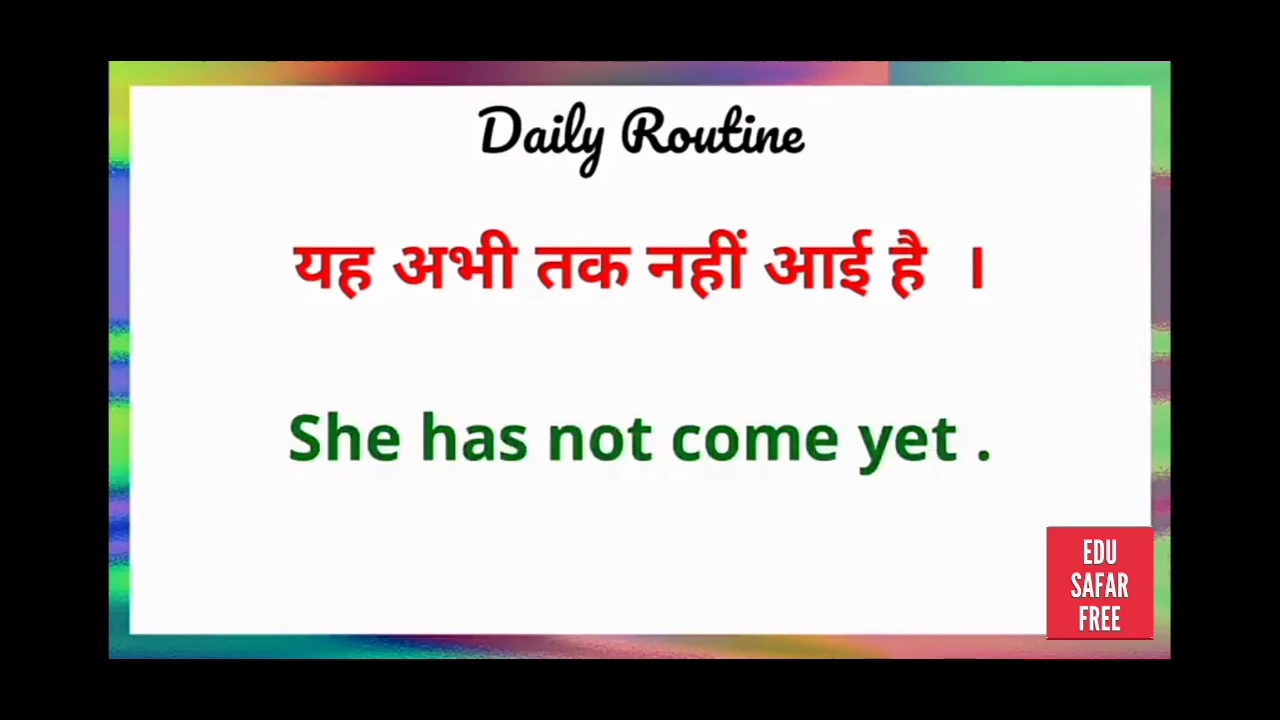 Daily Routine
यह अभी तक नहीं आई है ।
She has not come yet .
EDU
SAFAR
FREE